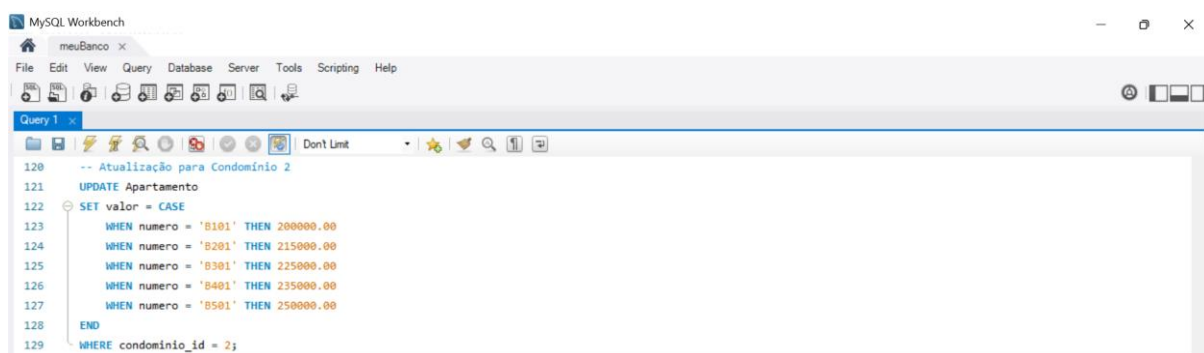 MySQL Workbench
meuBanco ×
File Edit View Query Database Server Tools Scripting Help
Query 1 ×
Don't Limit
120 -- Atualização para Condomínio 2
121 UPDATE Apartamento
122 SET valor = CASE
123 WHEN numero = 'B101' THEN 200000.00
124 WHEN numero = 'B201' THEN 215000.00
125 WHEN numero = 'B301' THEN 225000.00
126 WHEN numero = 'B401' THEN 235000.00
127 WHEN numero = 'B501' THEN 250000.00
128 END
129 WHERE condominio_id = 2;